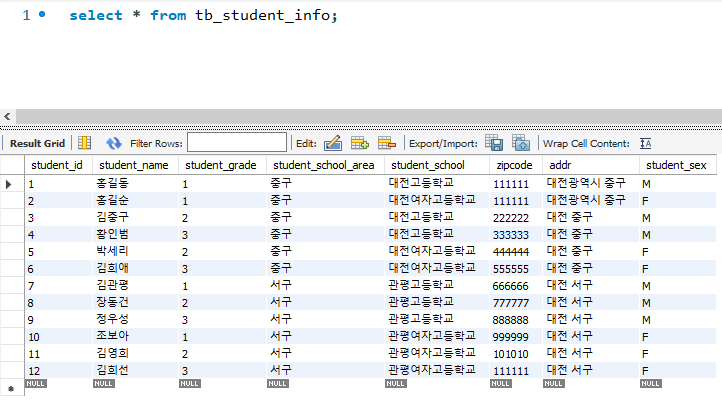 1 select * from tb_student_info;
Result Grid Filter Rows: Edit: Export/Import: Wrap Cell Content: IA
student_id student_name student_grade student_school_area student_school zipcode addr student_sex
1 홍길동 1 중구 대전고등학교 111111 대전광역시 중구 M
2 홍길순 1 중구 대전여자고등학교 111111 대전광역시 중구 F
3 김중구 2 중구 대전고등학교 222222 대전 중구 M
4 황인범 3 중구 대전고등학교 333333 대전 중구 M
5 박세리 2 중구 대전여자고등학교 444444 대전 중구 F
6 김희애 3 중구 대전여자고등학교 555555 대전 중구 F
7 김관평 1 서구 관평고등학교 666666 대전 서구 M
8 장동건 2 서구 관평고등학교 777777 대전 서구 M
9 정우성 3 서구 관평고등학교 888888 대전 서구 M
10 조보아 1 서구 관평여자고등학교 999999 대전 서구 F
11 김영희 2 서구 관평여자고등학교 101010 대전 서구 F
12 김희선 3 서구 관평여자고등학교 111111 대전 서구 F
NULL NULL NULL NULL NULL NULL NULL NULL